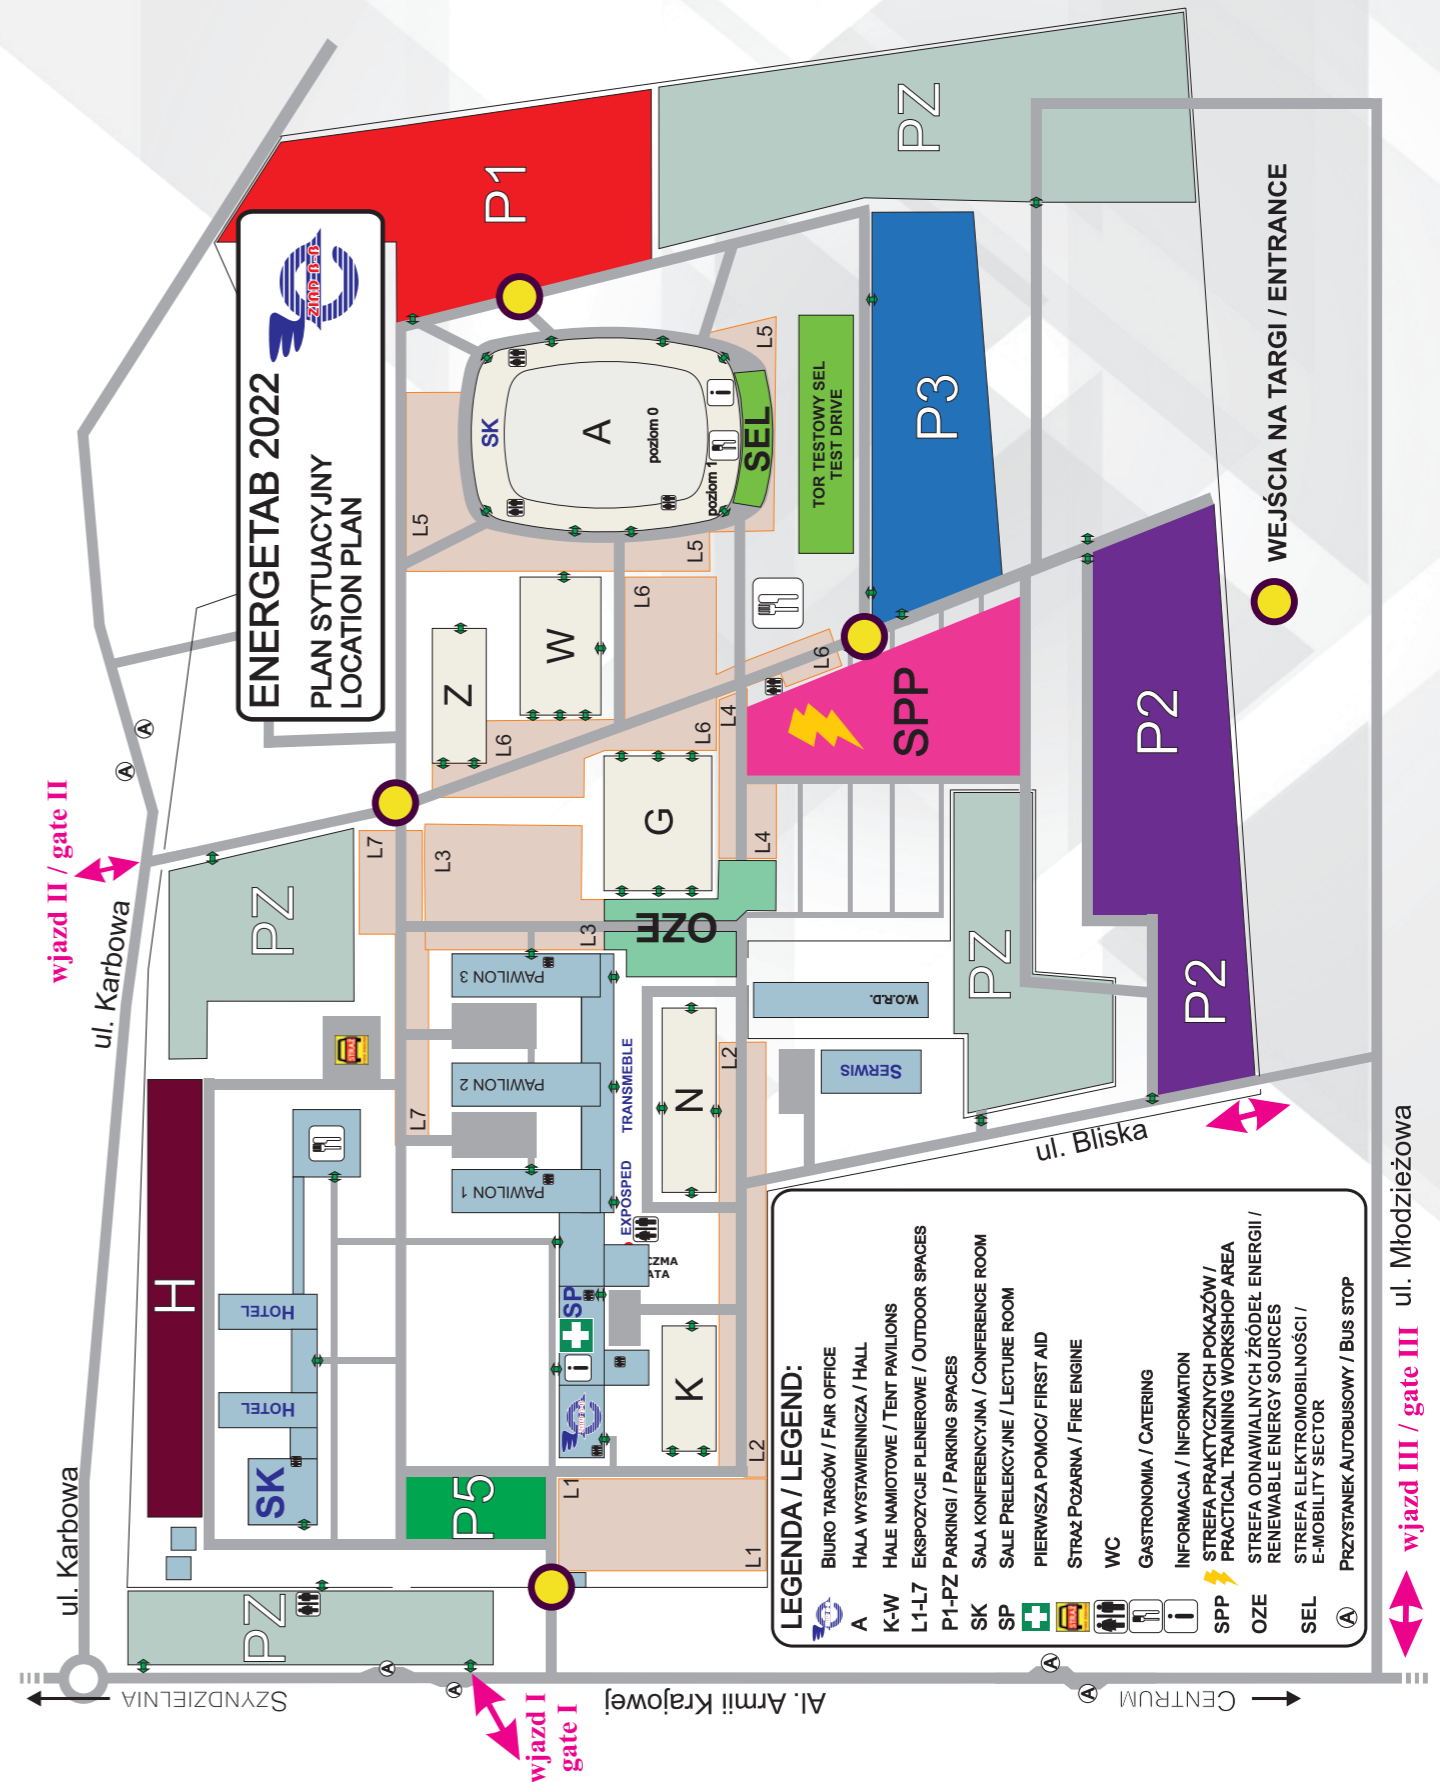 ENERGETAB 2022
PLAN SYTUACYJNY
LOCATION PLAN
ZIAD B-B
ul. Karbowa
ul. Karbowa
wjazd II / gate II
A
A
PZ
P1
PZ
H
HOTEL
HOTEL
SK
STRAŻ
L7
L7
L3
L3
PAWILON 1
PAWILON 2
PAWILON 3
EXPOSPED
TRANSMEBLE
CZMA
ATA
SP
i
P5
L1
L1
K
N
L2
L2
OZE
G
L4
L4
Z
W
L6
L6
L6
L6
L5
L5
L5
SK
A
poziom 0
poziom 1
i
SEL
TOR TESTOWY SEL
TEST DRIVE
P3
SPP
P2
P2
PZ
W.O.R.D.
SERWIS
ul. Bliska
PZ
SZYNDZIELNIA
A
A
wjazd I
gate I
Al. Armii Krajowej
A
A
CENTRUM
wjazd III / gate III
ul. Młodzieżowa
WEJŚCIA NA TARGI / ENTRANCE
LEGENDA / LEGEND:
BIURO TARGÓW / FAIR OFFICE
A HALA WYSTAWIENNICZA / HALL
K-W HALE NAMIOTOWE / TENT PAVILIONS
L1-L7 EKSPOZYCJE PLENEROWE / OUTDOOR SPACES
P1-PZ PARKINGI / PARKING SPACES
SK SALA KONFERENCYJNA / CONFERENCE ROOM
SP SALE PRELEKCYJNE / LECTURE ROOM
PIERWSZA POMOC/ FIRST AID
STRAŻ STRAŻ POŻARNA / FIRE ENGINE
WC
GASTRONOMIA / CATERING
i INFORMACJA / INFORMATION
SPP STREFA PRAKTYCZNYCH POKAZÓW /
PRACTICAL TRAINING WORKSHOP AREA
OZE STREFA ODNAWIALNYCH ŹRÓDEŁ ENERGII /
RENEWABLE ENERGY SOURCES
SEL STREFA ELEKTROMOBILNOŚCI /
E-MOBILITY SECTOR
A PRZYSTANEK AUTOBUSOWY / BUS STOP